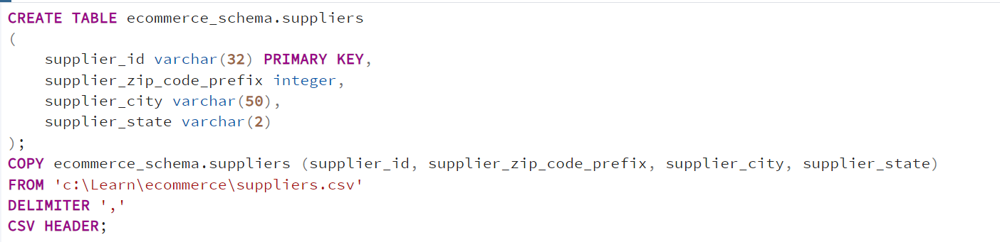 CREATE TABLE ecommerce_schema.suppliers
(
    supplier_id varchar(32) PRIMARY KEY,
    supplier_zip_code_prefix integer,
    supplier_city varchar(50),
    supplier_state varchar(2)
);
COPY ecommerce_schema.suppliers (supplier_id, supplier_zip_code_prefix, supplier_city, supplier_state)
FROM 'c:\Learn\ecommerce\suppliers.csv'
DELIMITER ','
CSV HEADER;